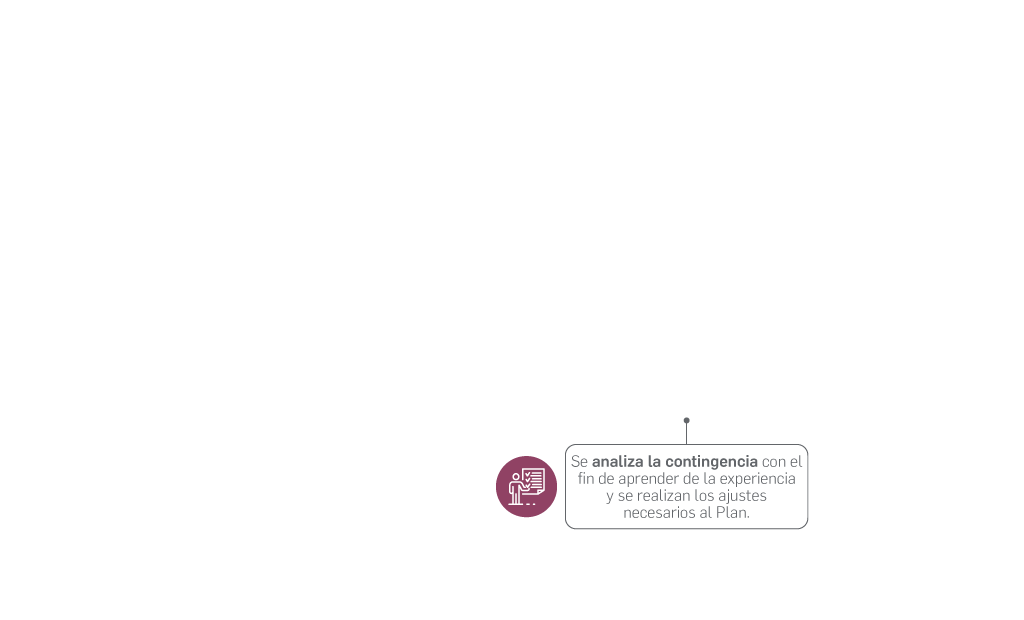 Se analiza la contingencia con el
fin de aprender de la experiencia
y se realizan los ajustes
necesarios al Plan.